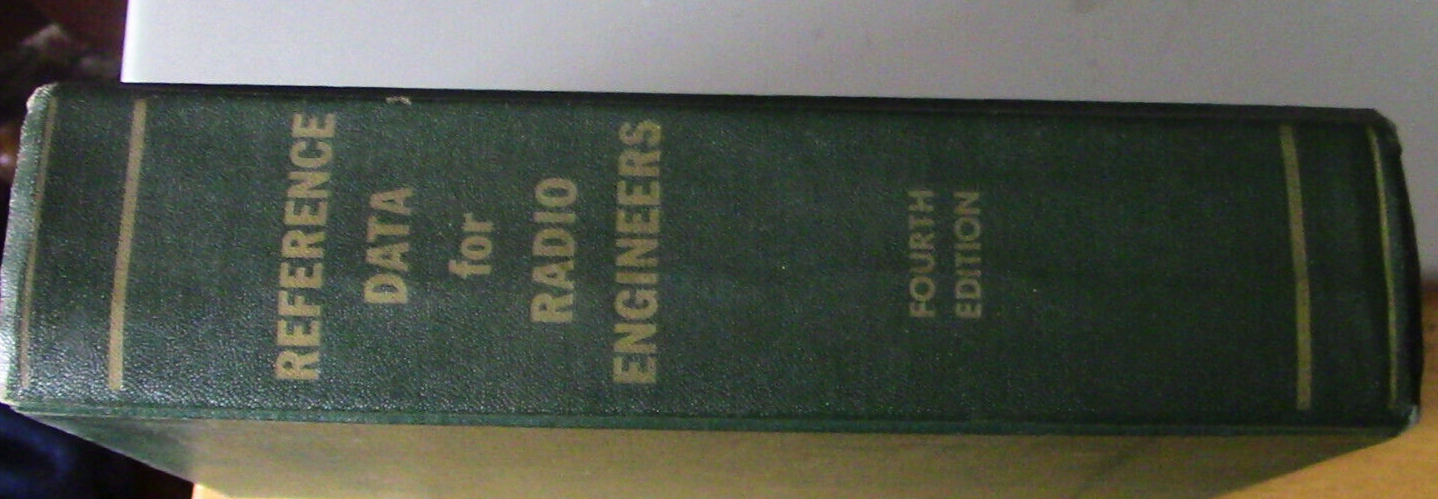 REFERENCE
DATA
for
RADIO
ENGINEERS
FOURTH
EDITION